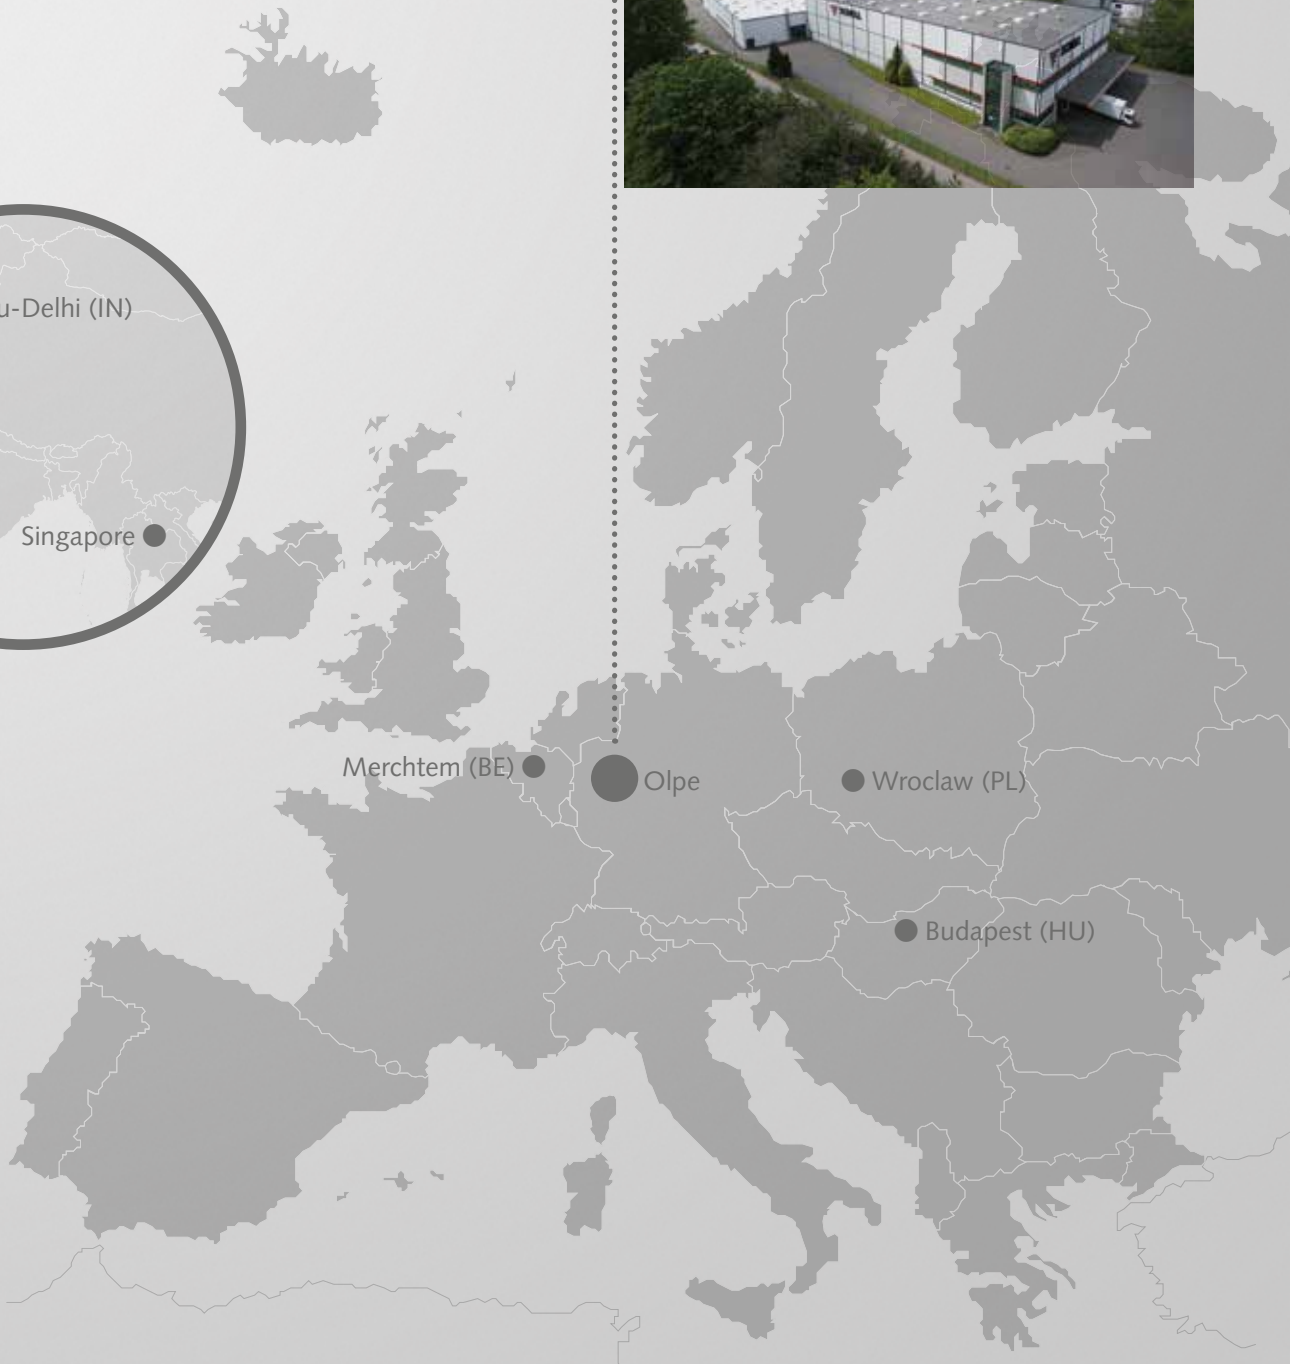 u-Delhi (IN)
Singapore
Merchtem (BE)
Olpe
Wroclaw (PL)
Budapest (HU)